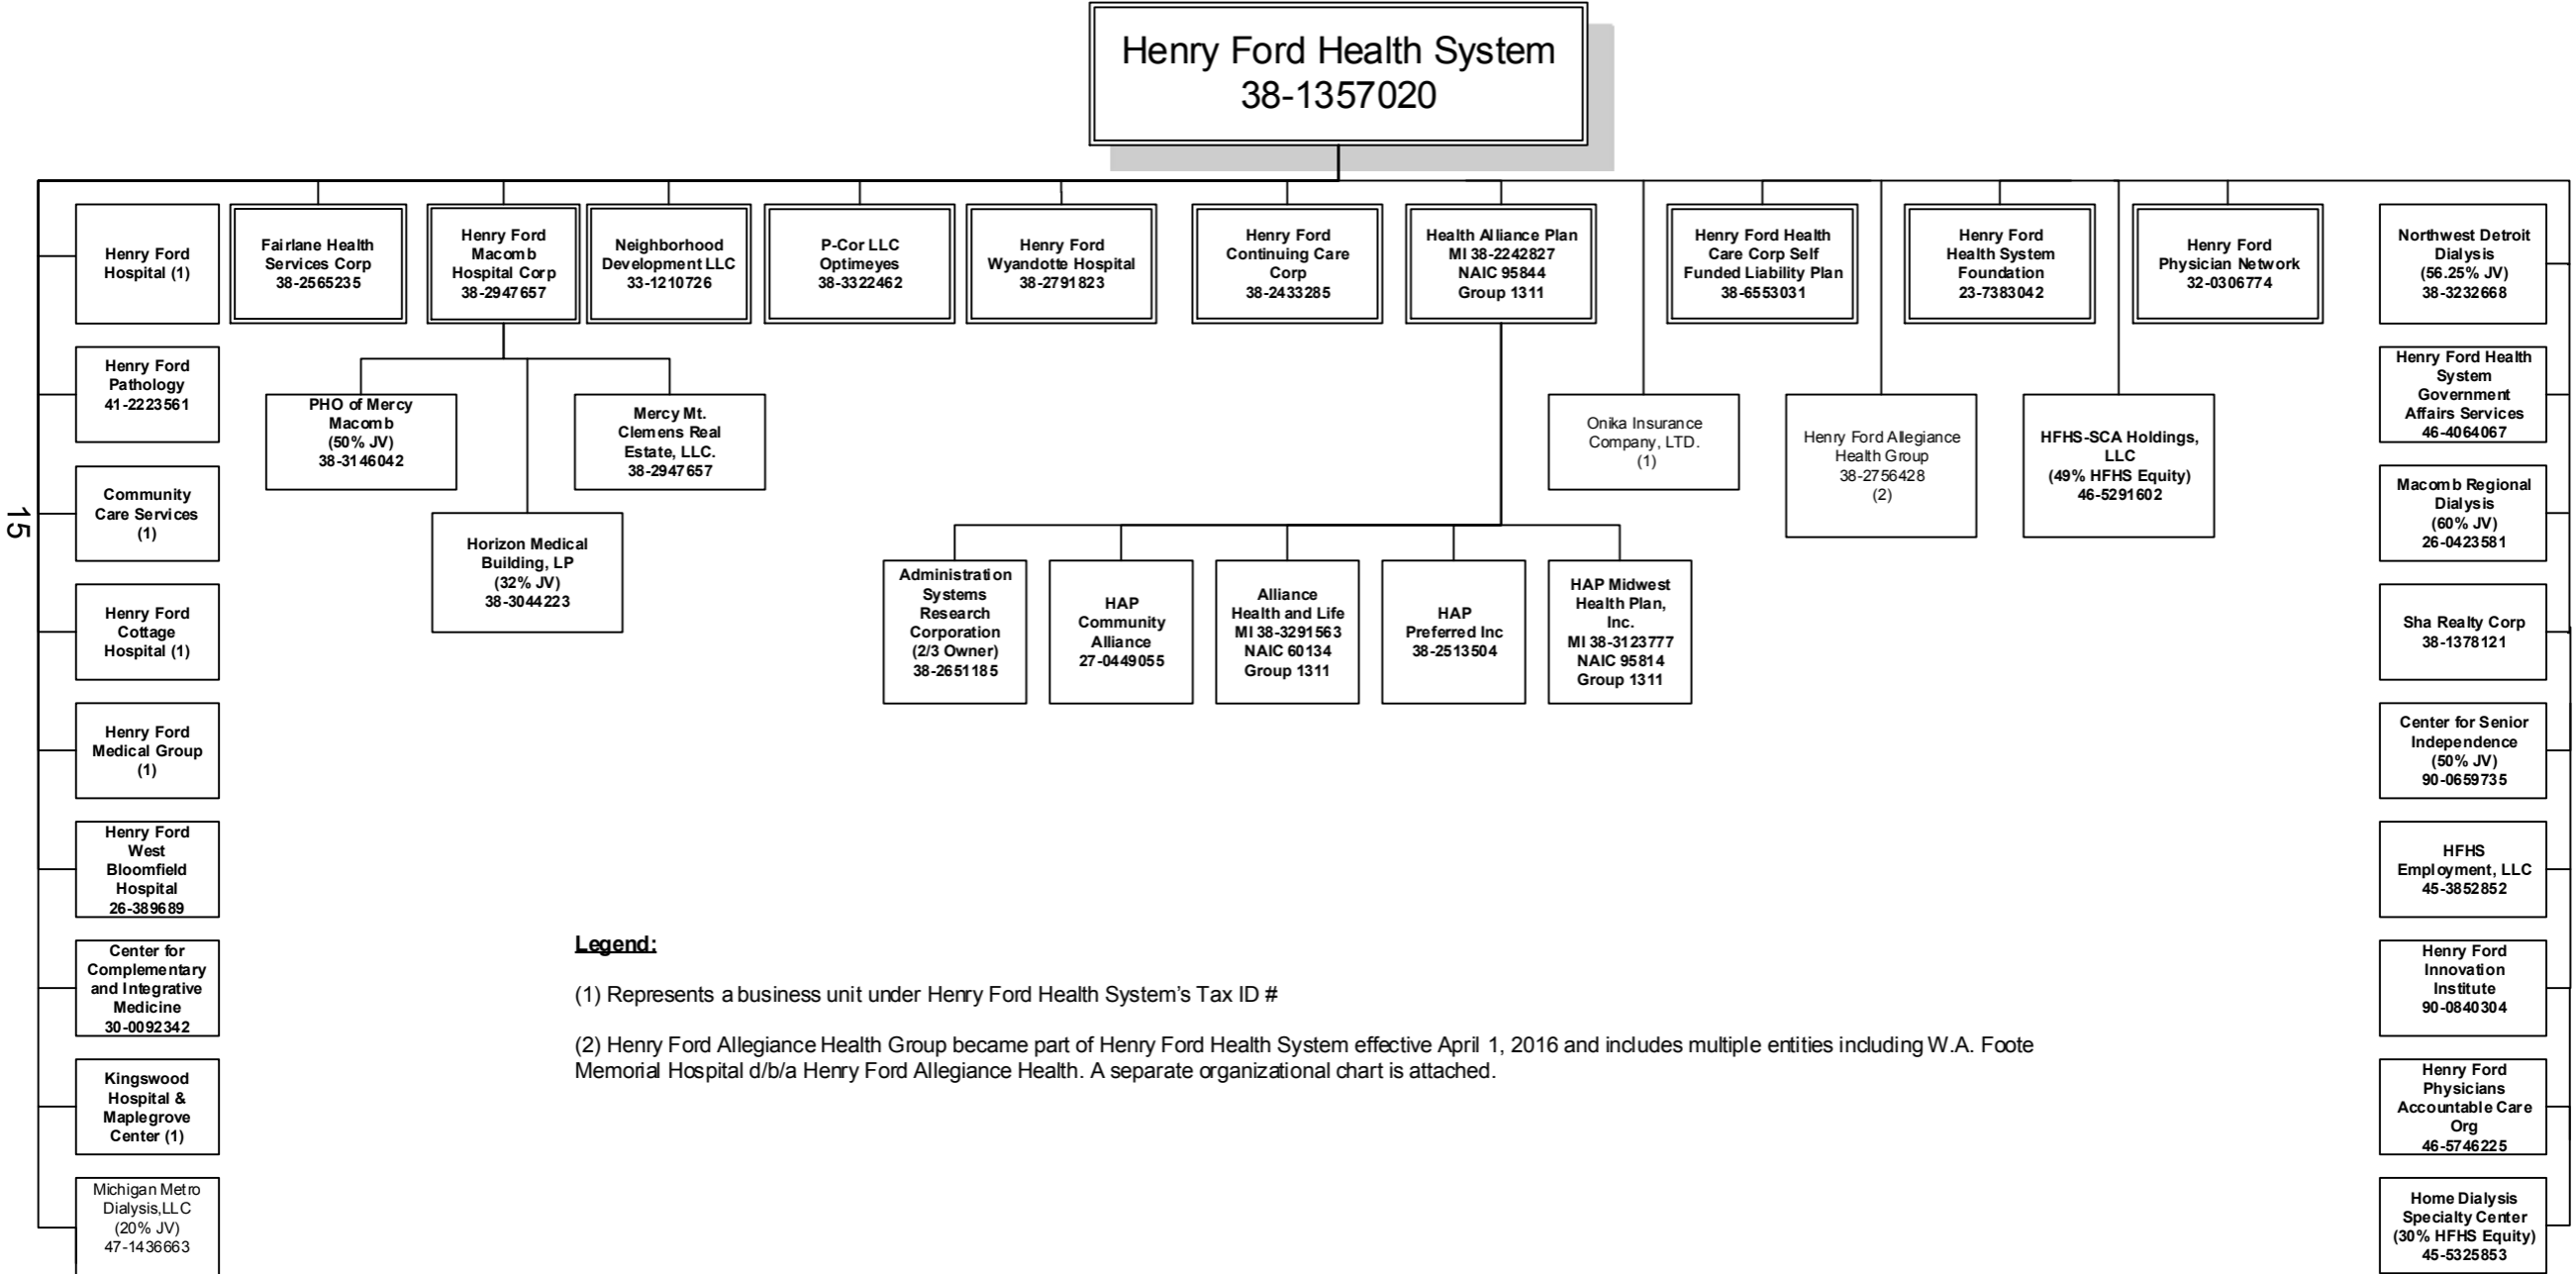 Henry Ford Health System
38-1357020
Henry Ford
Hospital (1)
Fairlane Health
Services Corp
38-2565235
Henry Ford
Macomb
Hospital Corp
38-2947657
Neighborhood
Development LLC
33-1210726
P-Cor LLC
Optimeyes
38-3322462
Henry Ford
Wyandotte Hospital
38-2791823
Henry Ford
Continuing Care
Corp
38-2433285
Health Alliance Plan
MI 38-2242827
NAIC 95844
Group 1311
Henry Ford Health
Care Corp Self
Funded Liability Plan
38-6553031
Henry Ford
Health System
Foundation
23-7383042
Henry Ford
Physician Network
32-0306774
Northwest Detroit
Dialysis
(56.25% JV)
38-3232668
Henry Ford
Pathology
41-2223561
PHO of Mercy
Macomb
(50% JV)
38-3146042
Mercy Mt.
Clemens Real
Estate, LLC.
38-2947657
Onika Insurance
Company, LTD.
(1)
Henry Ford Allegiance
Health Group
38-2756428
(2)
HFHS-SCA Holdings,
LLC
(49% HFHS Equity)
46-5291602
Henry Ford Health
System
Government
Affairs Services
46-4064067
15
Community
Care Services
(1)
Horizon Medical
Building, LP
(32% JV)
38-3044223
Macomb Regional
Dialysis
(60% JV)
26-0423581
Henry Ford
Cottage
Hospital (1)
Administration
Systems
Research
Corporation
(2/3 Owner)
38-2651185
HAP
Community
Alliance
27-0449055
Alliance
Health and Life
MI 38-3291563
NAIC 60134
Group 1311
HAP
Preferred Inc
38-2513504
HAP Midwest
Health Plan,
Inc.
MI 38-3123777
NAIC 95814
Group 1311
Sha Realty Corp
38-1378121
Henry Ford
Medical Group
(1)
Center for Senior
Independence
(50% JV)
90-0659735
Henry Ford
West
Bloomfield
Hospital
26-389689
HFHS
Employment, LLC
45-3852852
Center for
Complementary
and Integrative
Medicine
30-0092342
Henry Ford
Innovation
Institute
90-0840304
Kingswood
Hospital &
Maplegrove
Center (1)
Henry Ford
Physicians
Accountable Care
Org
46-5746225
Michigan Metro
Dialysis,LLC
(20% JV)
47-1436663
Home Dialysis
Specialty Center
(30% HFHS Equity)
45-5325853
Legend:
(1) Represents a business unit under Henry Ford Health System's Tax ID #
(2) Henry Ford Allegiance Health Group became part of Henry Ford Health System effective April 1, 2016 and includes multiple entities including W.A. Foote
Memorial Hospital d/b/a Henry Ford Allegiance Health. A separate organizational chart is attached.